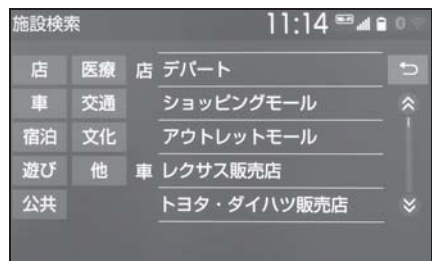 施設検索 11:14
店 医療 店 デパート
車 交通 ショッピングモール
宿泊 文化 アウトレットモール
遊び 他 車 レクサス販売店
公共 トヨタ・ダイハツ販売店